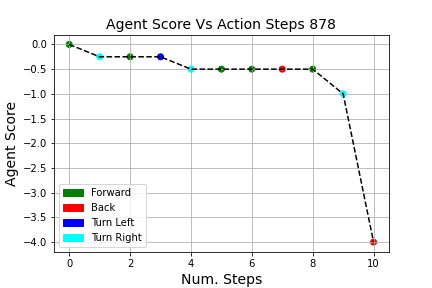 Agent Score Vs Action Steps 878
Agent Score
0.0
−0.5
−1.0
−1.5
−2.0
−2.5
−3.0
−3.5
−4.0
Forward
Back
Turn Left
Turn Right
0 2 4 6 8 10
Num. Steps